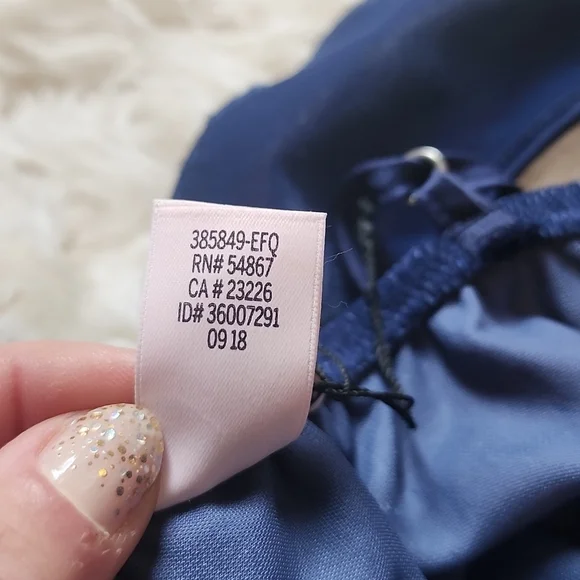 385849-EFQ
RN# 54867
CA # 23226
ID# 36007291
09 18